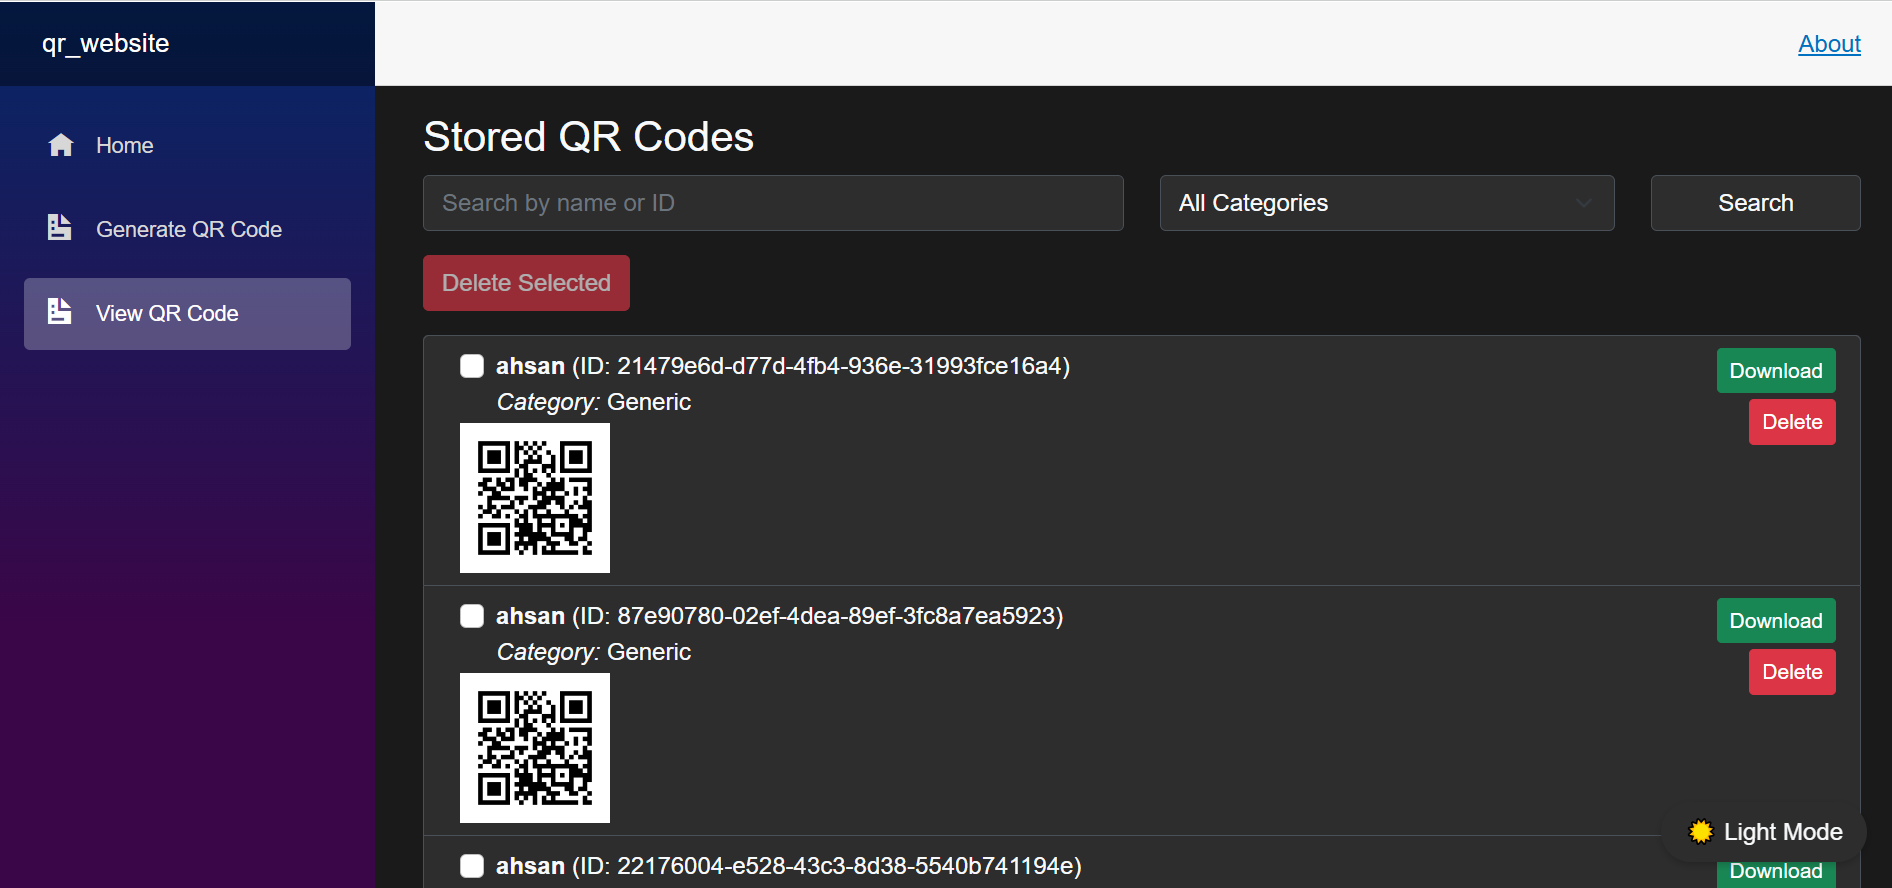 qr_website
About
Home
Generate QR Code
View QR Code
Stored QR Codes
Search by name or ID
All Categories
Search
Delete Selected
ahsan (ID: 21479e6d-d77d-4fb4-936e-31993fce16a4)
Category: Generic
Download
Delete
ahsan (ID: 87e90780-02ef-4dea-89ef-3fc8a7ea5923)
Category: Generic
Download
Delete
Light Mode
ahsan (ID: 22176004-e528-43c3-8d38-5540b741194e)
Download